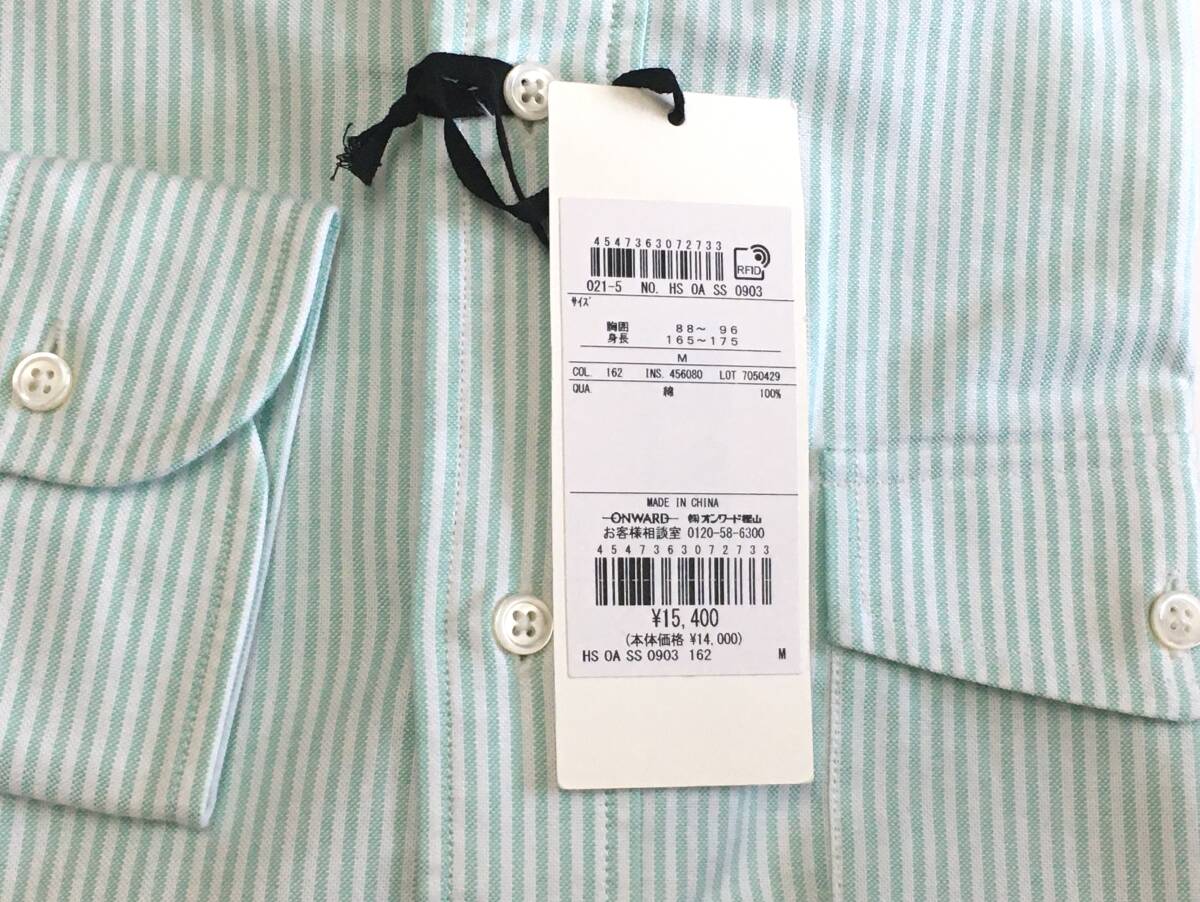 4547363072733
RFID
021-5 NO. HS OA SS 0903
サイズ
胸囲 88～ 96
身長 165～175
M
COL. 162 INS. 456080 LOT 7050429
QUA. 綿 100%
MADE IN CHINA
ONWARD ㈱オンワード樫山
お客様相談室 0120-58-6300
4547363072733
¥15,400
(本体価格 ¥14,000)
HS OA SS 0903 162 M